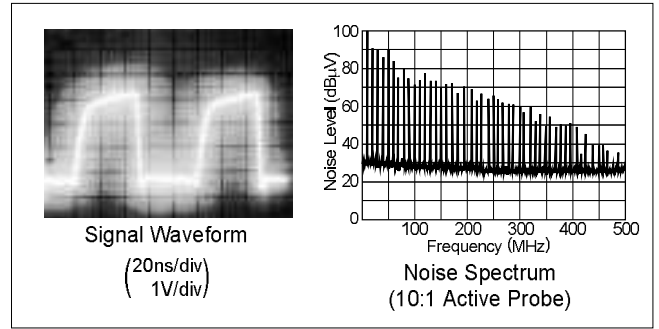 Signal Waveform
(20ns/div)
1V/div
100
80
60
40
20
0
Noise Level (dBµV)
100 200 300 400 500
Frequency (MHz)
Noise Spectrum
(10:1 Active Probe)